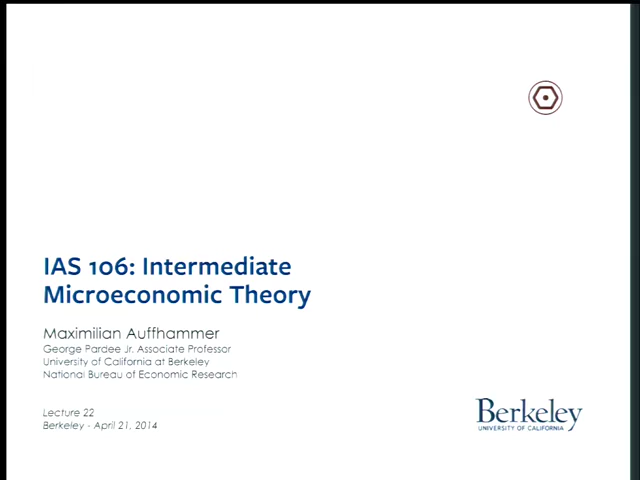 IAS 106: Intermediate
Microeconomic Theory
Maximilian Auffhammer
George Pardee Jr. Associate Professor
University of California at Berkeley
National Bureau of Economic Research
Lecture 22
Berkeley - April 21, 2014
Berkeley
UNIVERSITY OF CALIFORNIA